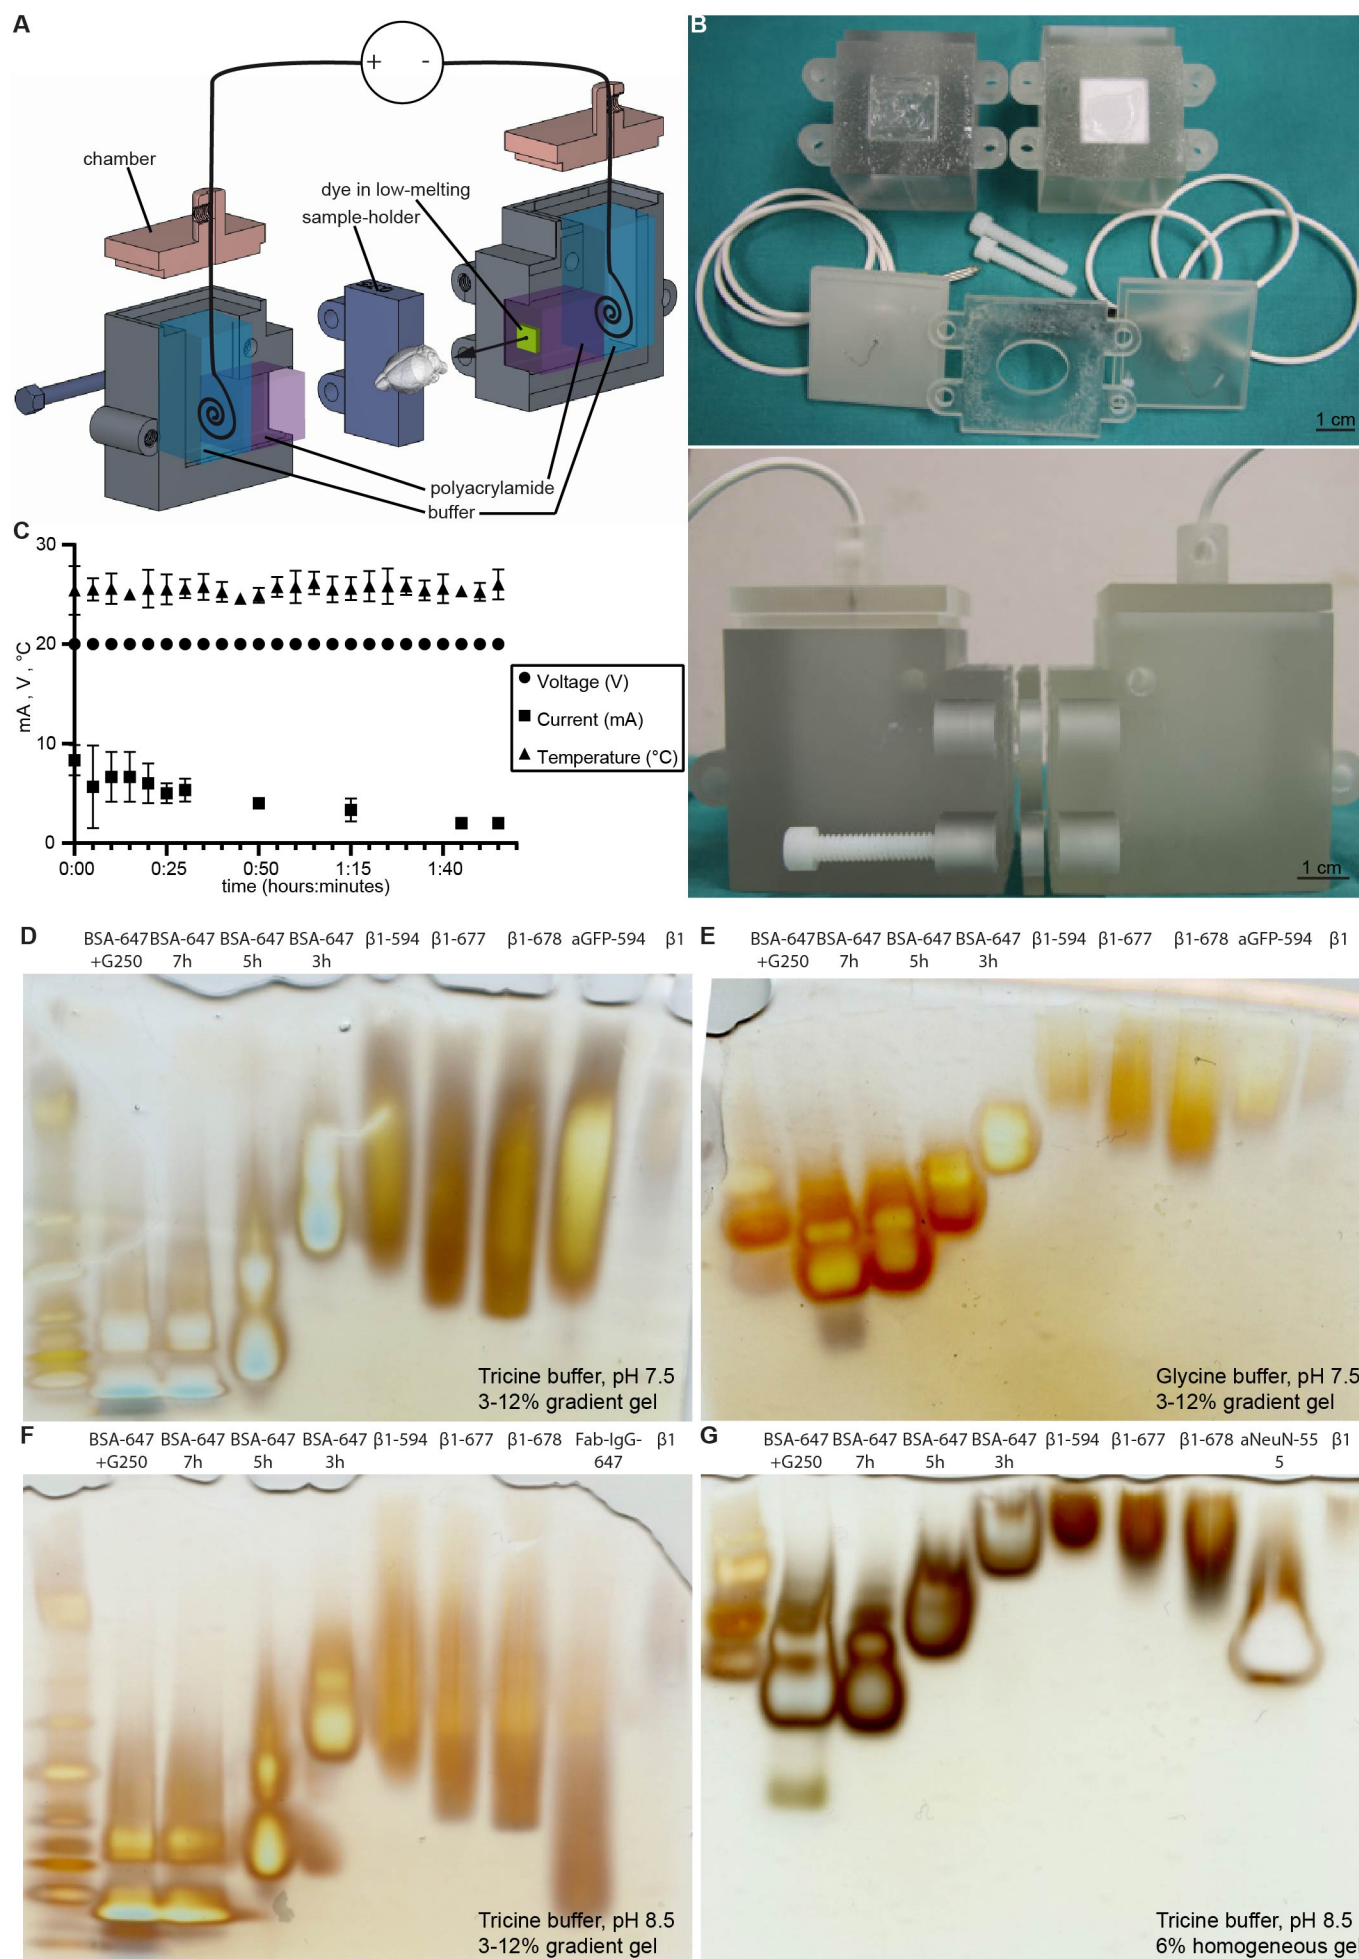 A
+ -
chamber
dye in low-melting
sample-holder
polyacrylamide
buffer
B
1 cm
1 cm
C
30
20
10
0
mA , V , °C
0:00 0:25 0:50 1:15 1:40
time (hours:minutes)
Voltage (V)
Current (mA)
Temperature (°C)
D
BSA-647 BSA-647 BSA-647 BSA-647 β1-594 β1-677 β1-678 aGFP-594 β1
+G250 7h 5h 3h
Tricine buffer, pH 7.5
3-12% gradient gel
E
BSA-647 BSA-647 BSA-647 BSA-647 β1-594 β1-677 β1-678 aGFP-594 β1
+G250 7h 5h 3h
Glycine buffer, pH 7.5
3-12% gradient gel
F
BSA-647 BSA-647 BSA-647 BSA-647 β1-594 β1-677 β1-678 Fab-IgG- β1
+G250 7h 5h 3h 647
Tricine buffer, pH 8.5
3-12% gradient gel
G
BSA-647 BSA-647 BSA-647 BSA-647 β1-594 β1-677 β1-678 aNeuN-55 β1
+G250 7h 5h 3h 5
Tricine buffer, pH 8.5
6% homogeneous ge